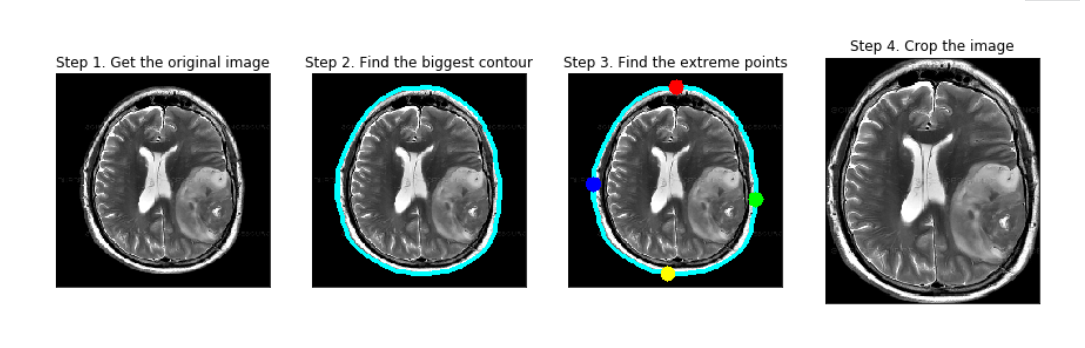 Step 1. Get the original image
Step 2. Find the biggest contour
Step 3. Find the extreme points
Step 4. Crop the image